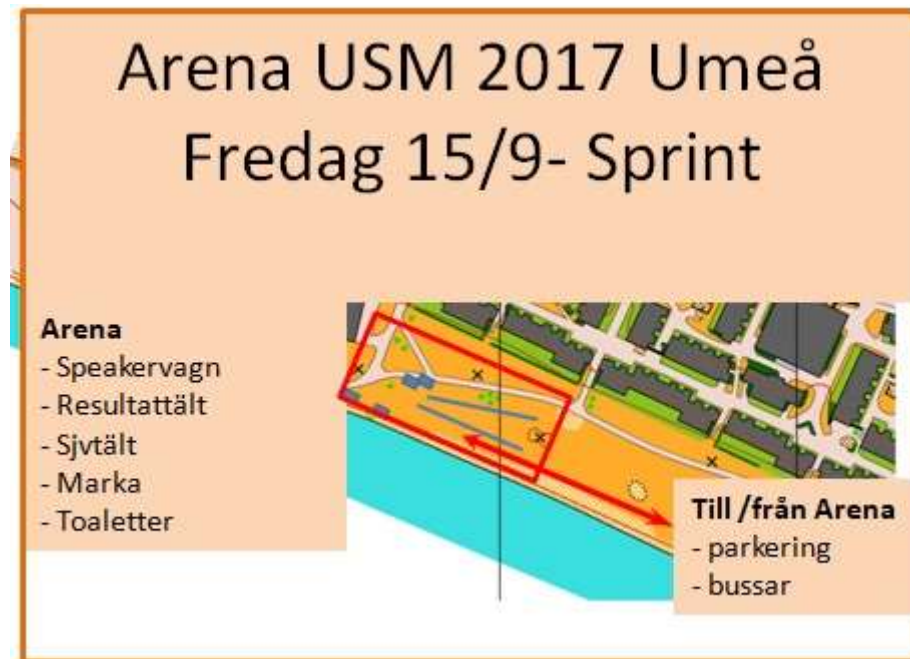 Arena USM 2017 Umeå
Fredag 15/9- Sprint
Arena
- Speakervagn
- Resultattält
- Sjvtält
- Marka
- Toaletter
Till /från Arena
- parkering
- bussar